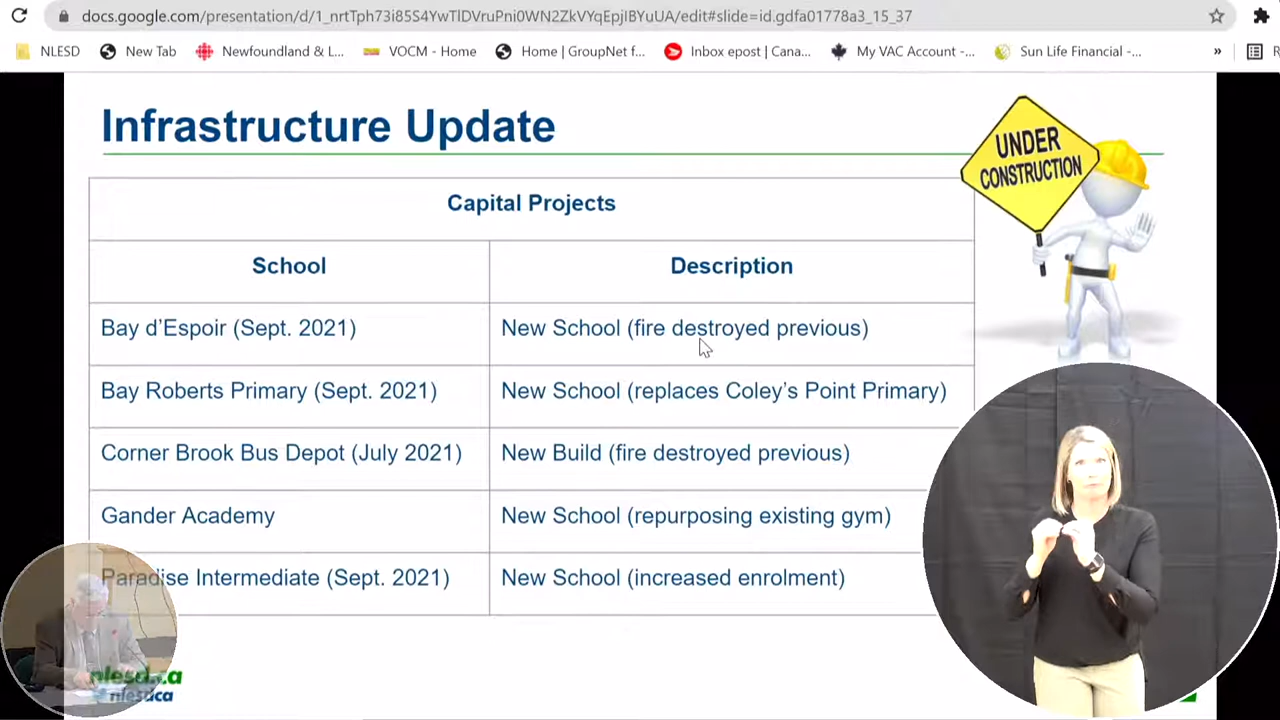 docs.google.com/presentation/d/1_nrtTph73i85S4YwTlDVruPni0WN2ZkVYqEpjIBYuUA/edit#slide=id.gdfa01778a3_15_37
NLESD New Tab Newfoundland & L... VOCM - Home Home | GroupNet f... Inbox epost | Cana... My VAC Account -... Sun Life Financial -... » R
Infrastructure Update
UNDER
CONSTRUCTION
Capital Projects
School Description
Bay d'Espoir (Sept. 2021) New School (fire destroyed previous)
Bay Roberts Primary (Sept. 2021) New School (replaces Coley's Point Primary)
Corner Brook Bus Depot (July 2021) New Build (fire destroyed previous)
Gander Academy New School (repurposing existing gym)
Paradise Intermediate (Sept. 2021) New School (increased enrolment)
nlesd.ca
nlesdca